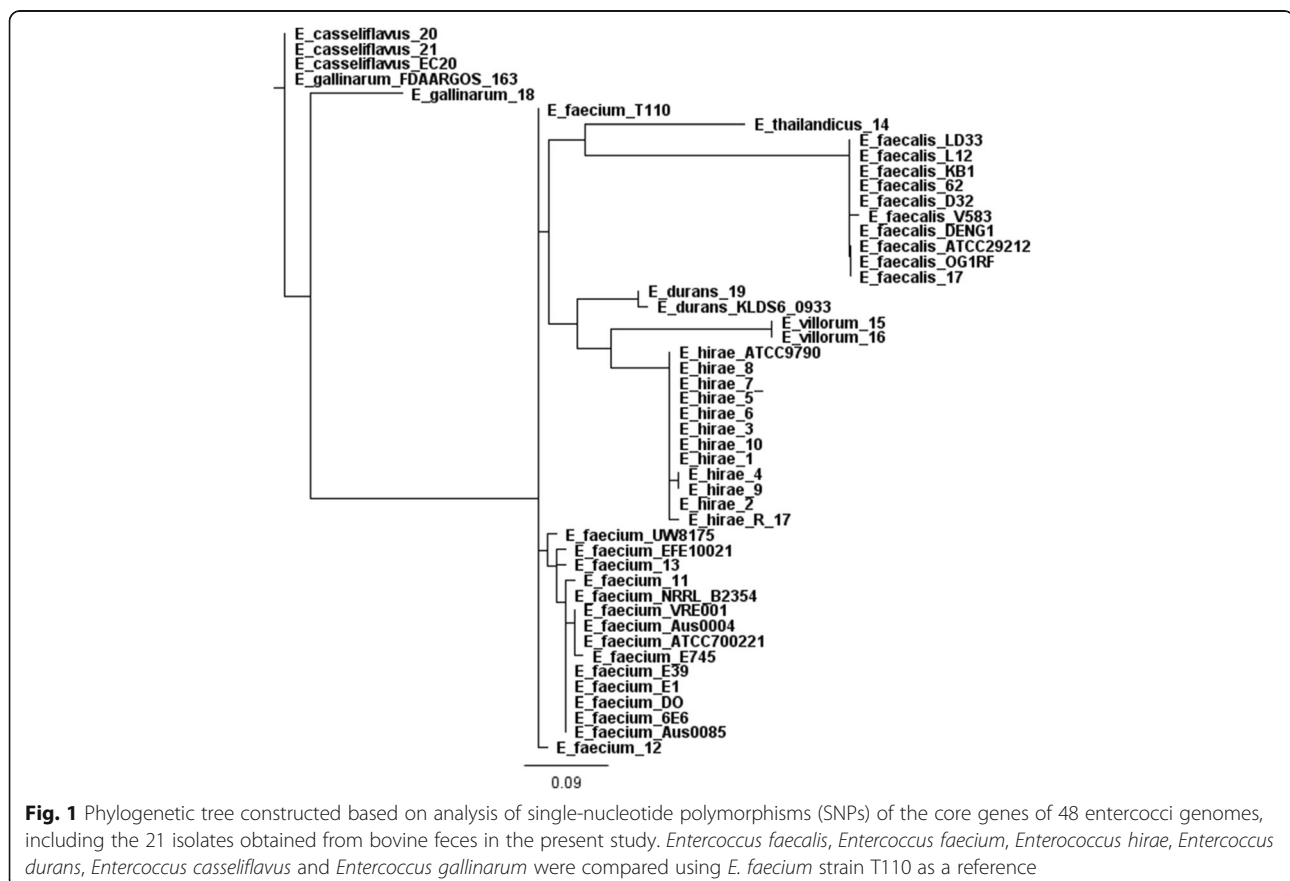 E_casseliflavus_20
E_casseliflavus_21
E_casseliflavus_EC20
E_gallinarum_FDAARGOS_163
E_gallinarum_18
E_faecium_T110
E_thailandicus_14
E_faecalis_LD33
E_faecalis_L12
E_faecalis_KB1
E_faecalis_62
E_faecalis_D32
E_faecalis_V583
E_faecalis_DENG1
E_faecalis_ATCC29212
E_faecalis_OG1RF
E_faecalis_17
E_durans_19
E_durans_KLDS6_0933
E_villorum_15
E_villorum_16
E_hirae_ATCC9790
E_hirae_8
E_hirae_7_
E_hirae_5
E_hirae_6
E_hirae_3
E_hirae_10
E_hirae_1
E_hirae_4
E_hirae_9
E_hirae_2
E_hirae_R_17
E_faecium_UW8175
E_faecium_EFE10021
E_faecium_13
E_faecium_11
E_faecium_NRRL_B2354
E_faecium_VRE001
E_faecium_Aus0004
E_faecium_ATCC700221
E_faecium_E745
E_faecium_E39
E_faecium_E1
E_faecium_DO
E_faecium_6E6
E_faecium_Aus0085
E_faecium_12
0.09
Fig. 1 Phylogenetic tree constructed based on analysis of single-nucleotide polymorphisms (SNPs) of the core genes of 48 entercocci genomes,
including the 21 isolates obtained from bovine feces in the present study. Entercoccus faecalis, Entercoccus faecium, Enterococcus hirae, Entercoccus
durans, Entercoccus casseliflavus and Entercoccus gallinarum were compared using E. faecium strain T110 as a reference